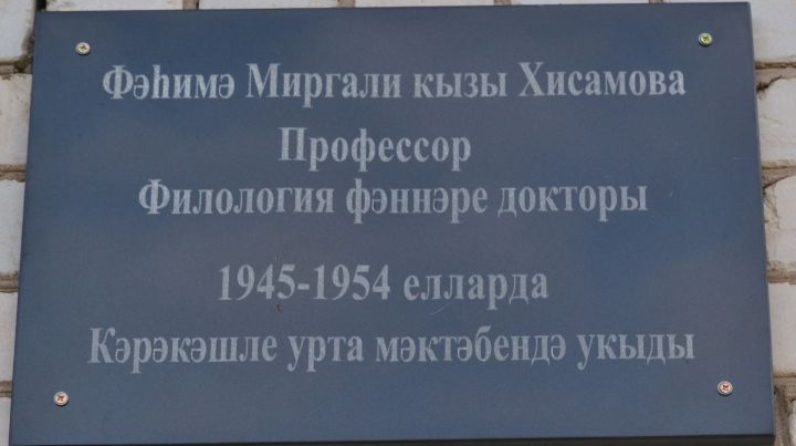 Фәһимә Миргали кызы Хисамова
Профессор
Филология фәннәре докторы
1945-1954 елларда
Кәрәкәшле урта мәктәбендә укыды